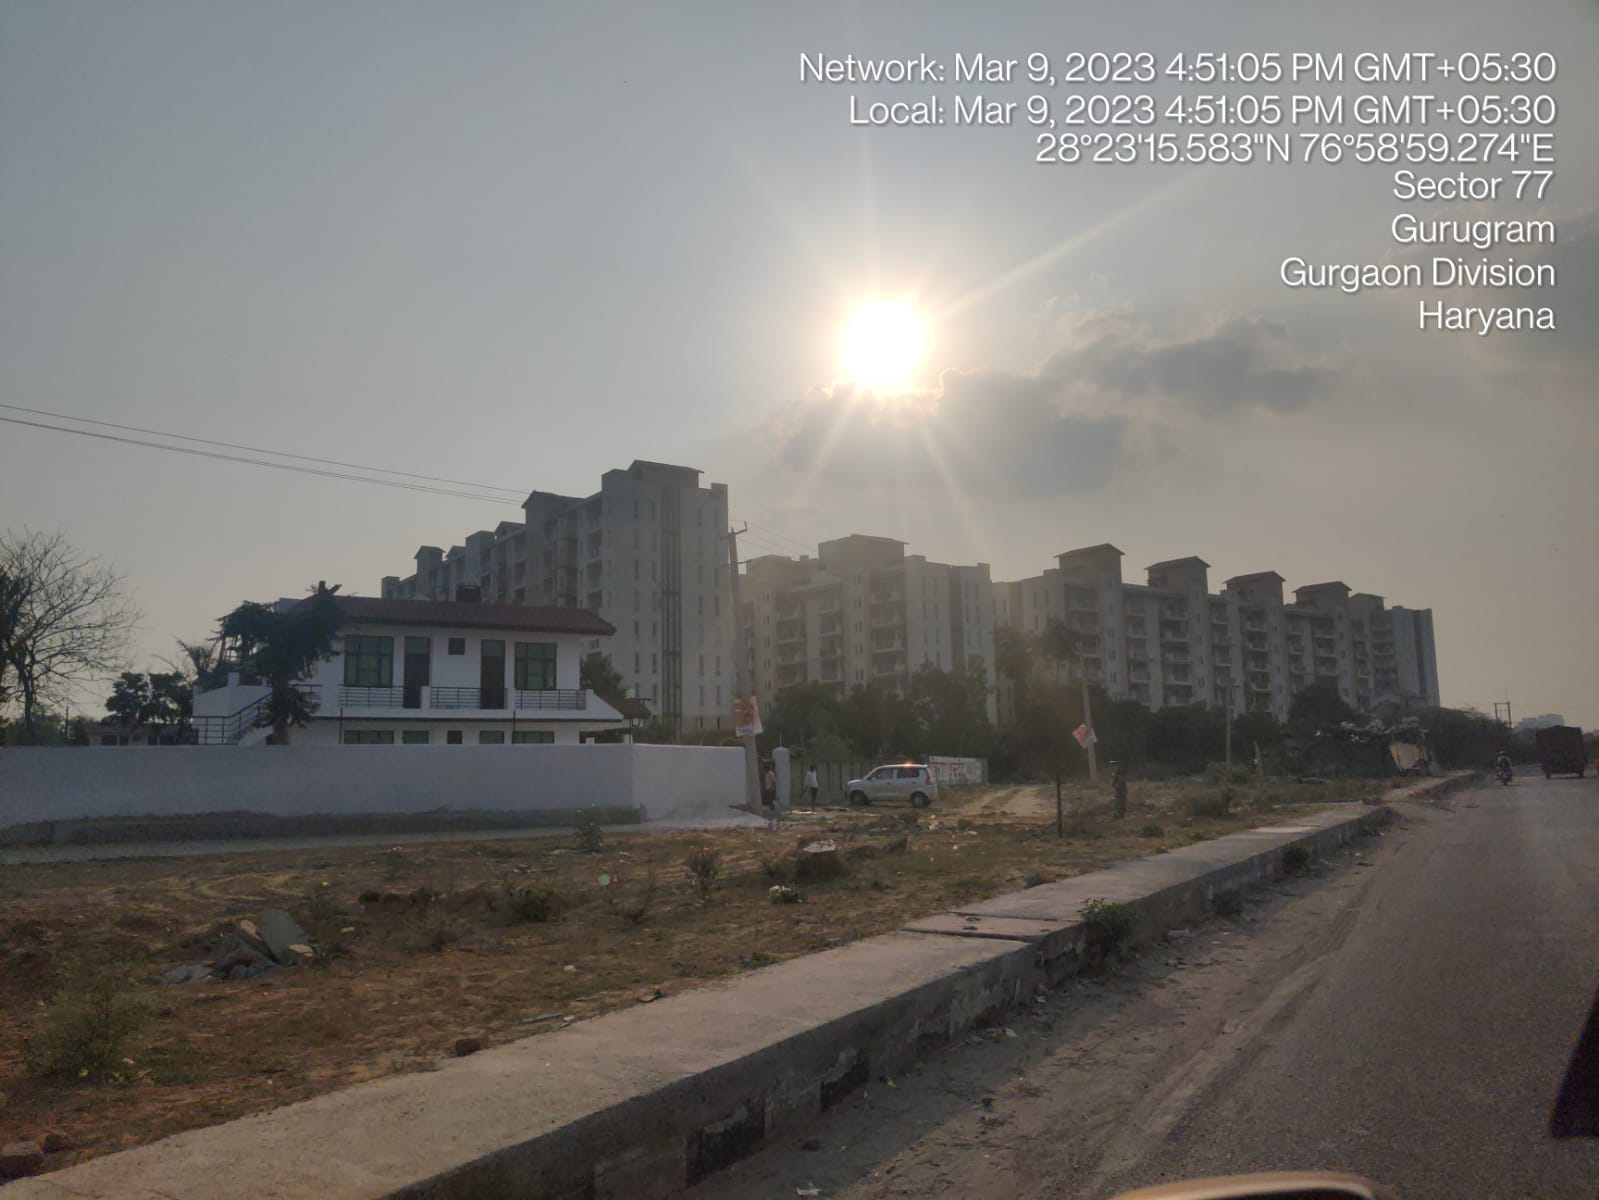 Network: Mar 9, 2023 4:51:05 PM GMT+05:30
Local: Mar 9, 2023 4:51:05 PM GMT+05:30
28°23'15.583"N 76°58'59.274"E
Sector 77
Gurugram
Gurgaon Division
Haryana